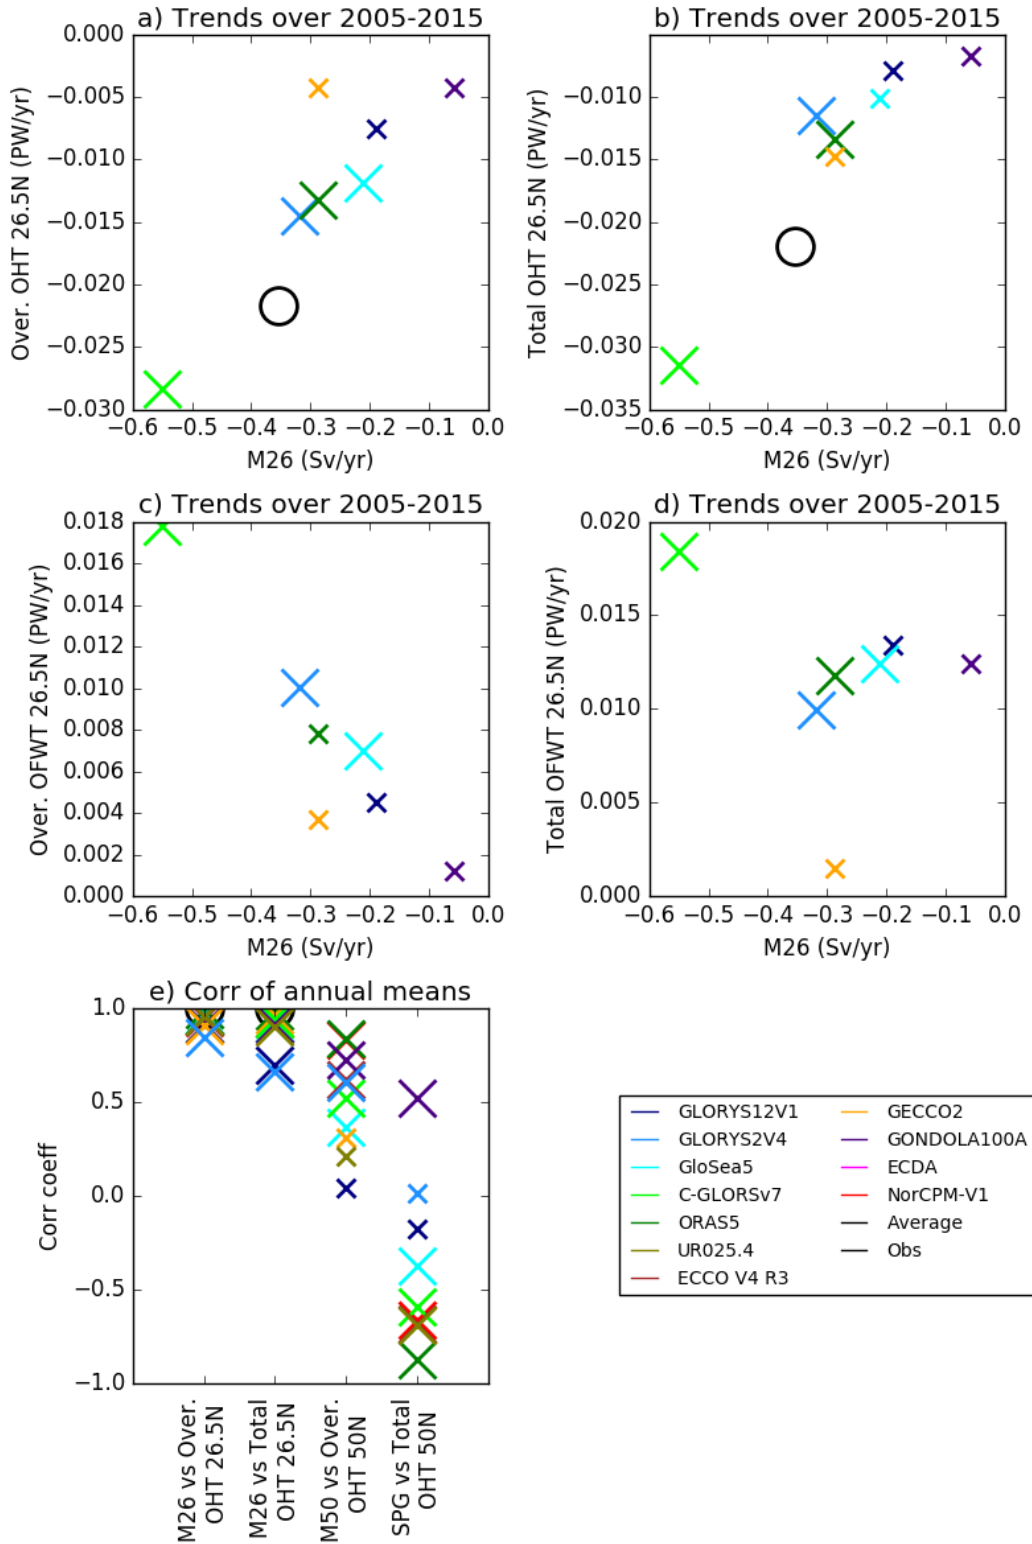 a) Trends over 2005-2015
0.000
−0.005
−0.010
−0.015
−0.020
−0.025
−0.030
Over. OHT 26.5N (PW/yr)
−0.6 −0.5 −0.4 −0.3 −0.2 −0.1 0.0
M26 (Sv/yr)
b) Trends over 2005-2015
−0.010
−0.015
−0.020
−0.025
−0.030
−0.035
Total OHT 26.5N (PW/yr)
−0.6 −0.5 −0.4 −0.3 −0.2 −0.1 0.0
M26 (Sv/yr)
c) Trends over 2005-2015
0.018
0.016
0.014
0.012
0.010
0.008
0.006
0.004
0.002
0.000
Over. OFWT 26.5N (PW/yr)
−0.6 −0.5 −0.4 −0.3 −0.2 −0.1 0.0
M26 (Sv/yr)
d) Trends over 2005-2015
0.020
0.015
0.010
0.005
0.000
Total OFWT 26.5N (PW/yr)
−0.6 −0.5 −0.4 −0.3 −0.2 −0.1 0.0
M26 (Sv/yr)
e) Corr of annual means
1.0
0.5
0.0
−0.5
−1.0
Corr coeff
M26 vs Over.
OHT 26.5N
M26 vs Total
OHT 26.5N
M50 vs Over.
OHT 50N
SPG vs Total
OHT 50N
GLORYS12V1
GLORYS2V4
GloSea5
C-GLORSv7
ORAS5
UR025.4
ECCO V4 R3
GECCO2
GONDOLA100A
ECDA
NorCPM-V1
Average
Obs